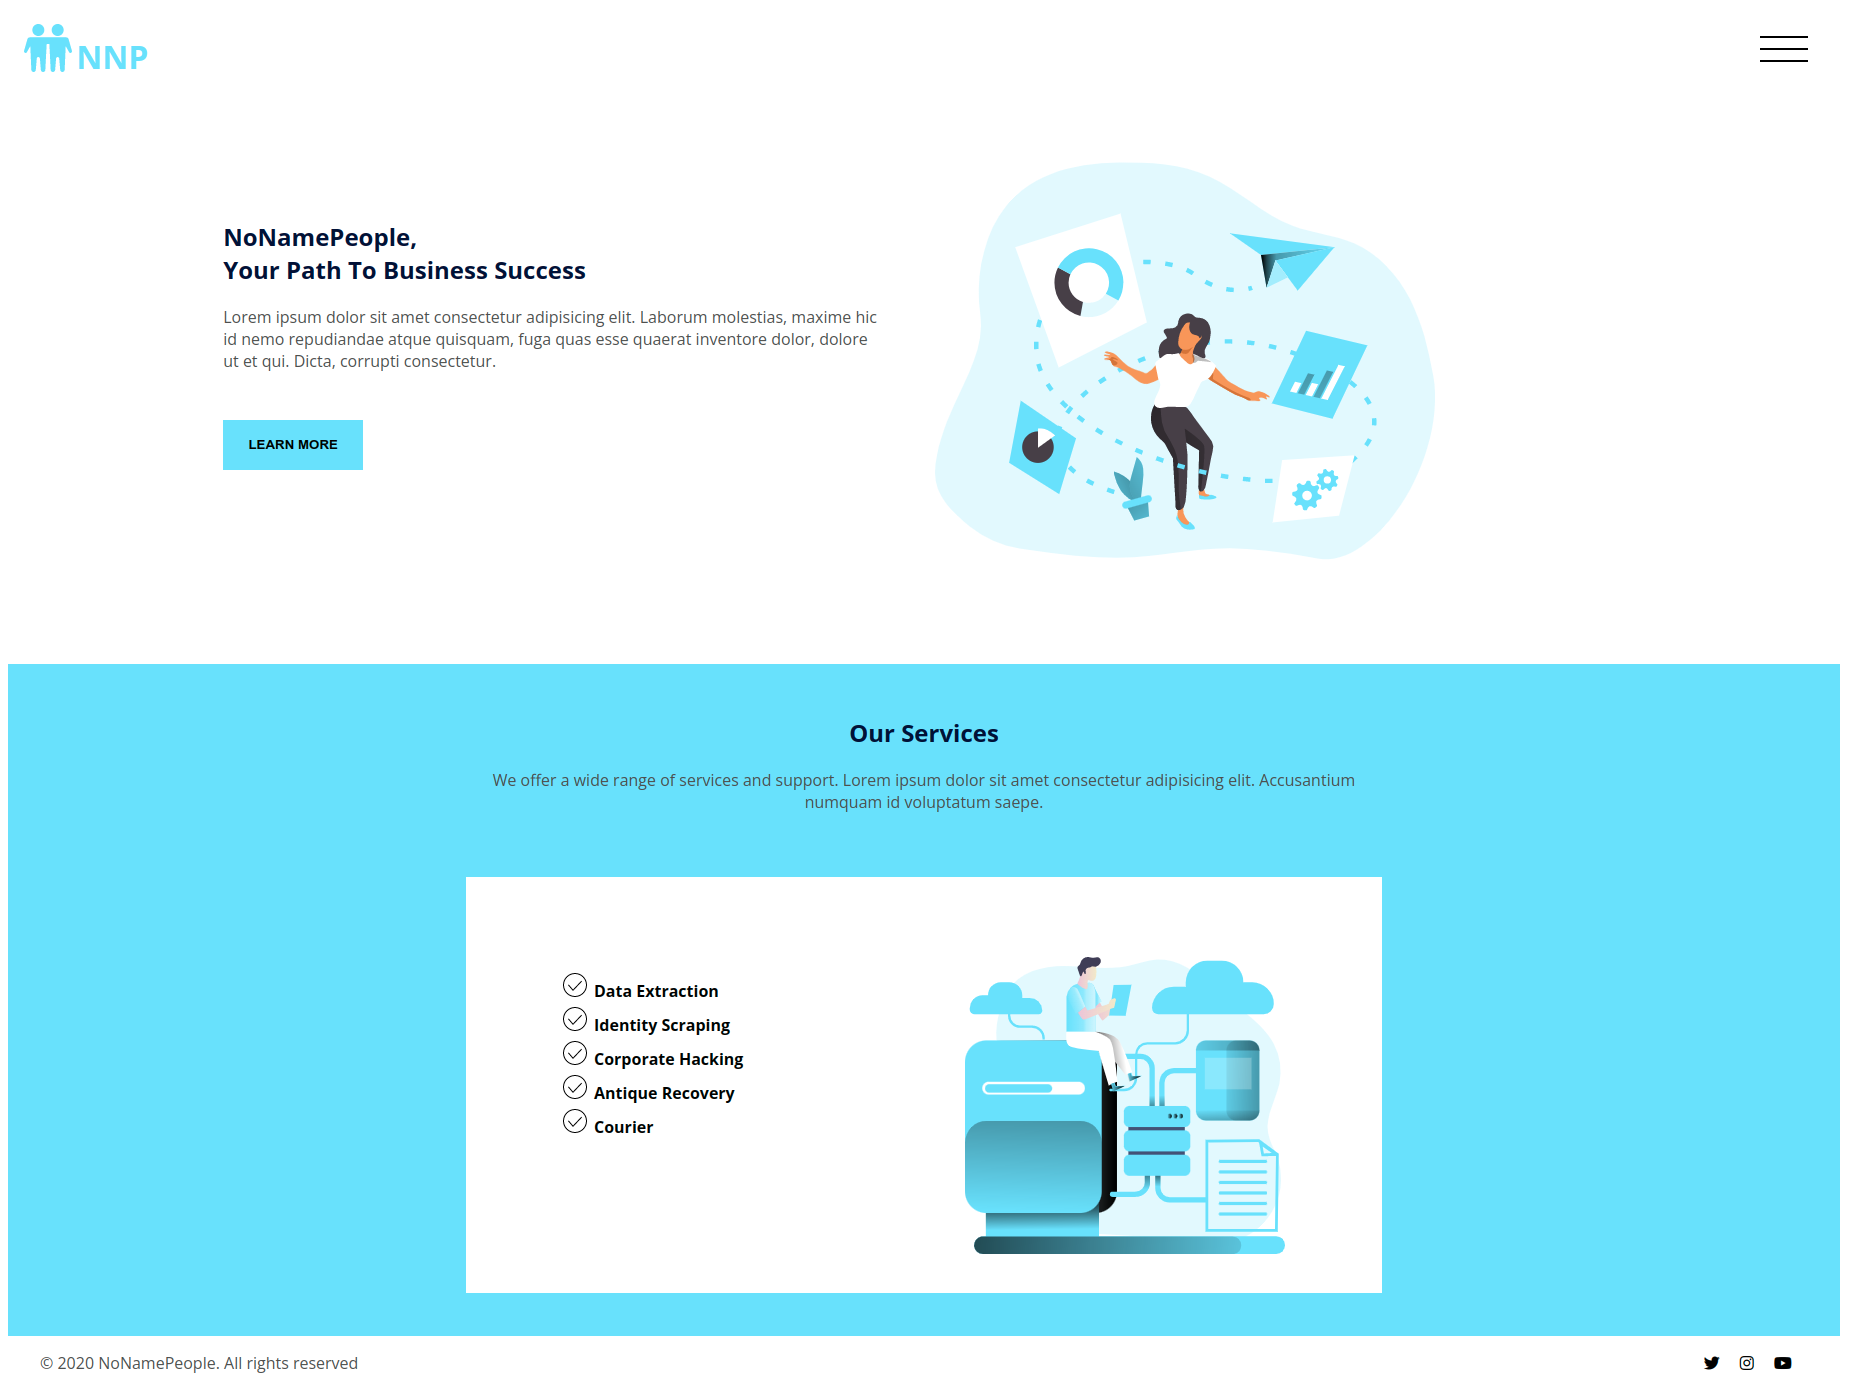 NNP
NoNamePeople,
Your Path To Business Success
Lorem ipsum dolor sit amet consectetur adipisicing elit. Laborum molestias, maxime hic
id nemo repudiandae atque quisquam, fuga quas esse quaerat inventore dolor, dolore
ut et qui. Dicta, corrupti consectetur.
LEARN MORE
Our Services
We offer a wide range of services and support. Lorem ipsum dolor sit amet consectetur adipisicing elit. Accusantium
numquam id voluptatum saepe.
Data Extraction
Identity Scraping
Corporate Hacking
Antique Recovery
Courier
© 2020 NoNamePeople. All rights reserved